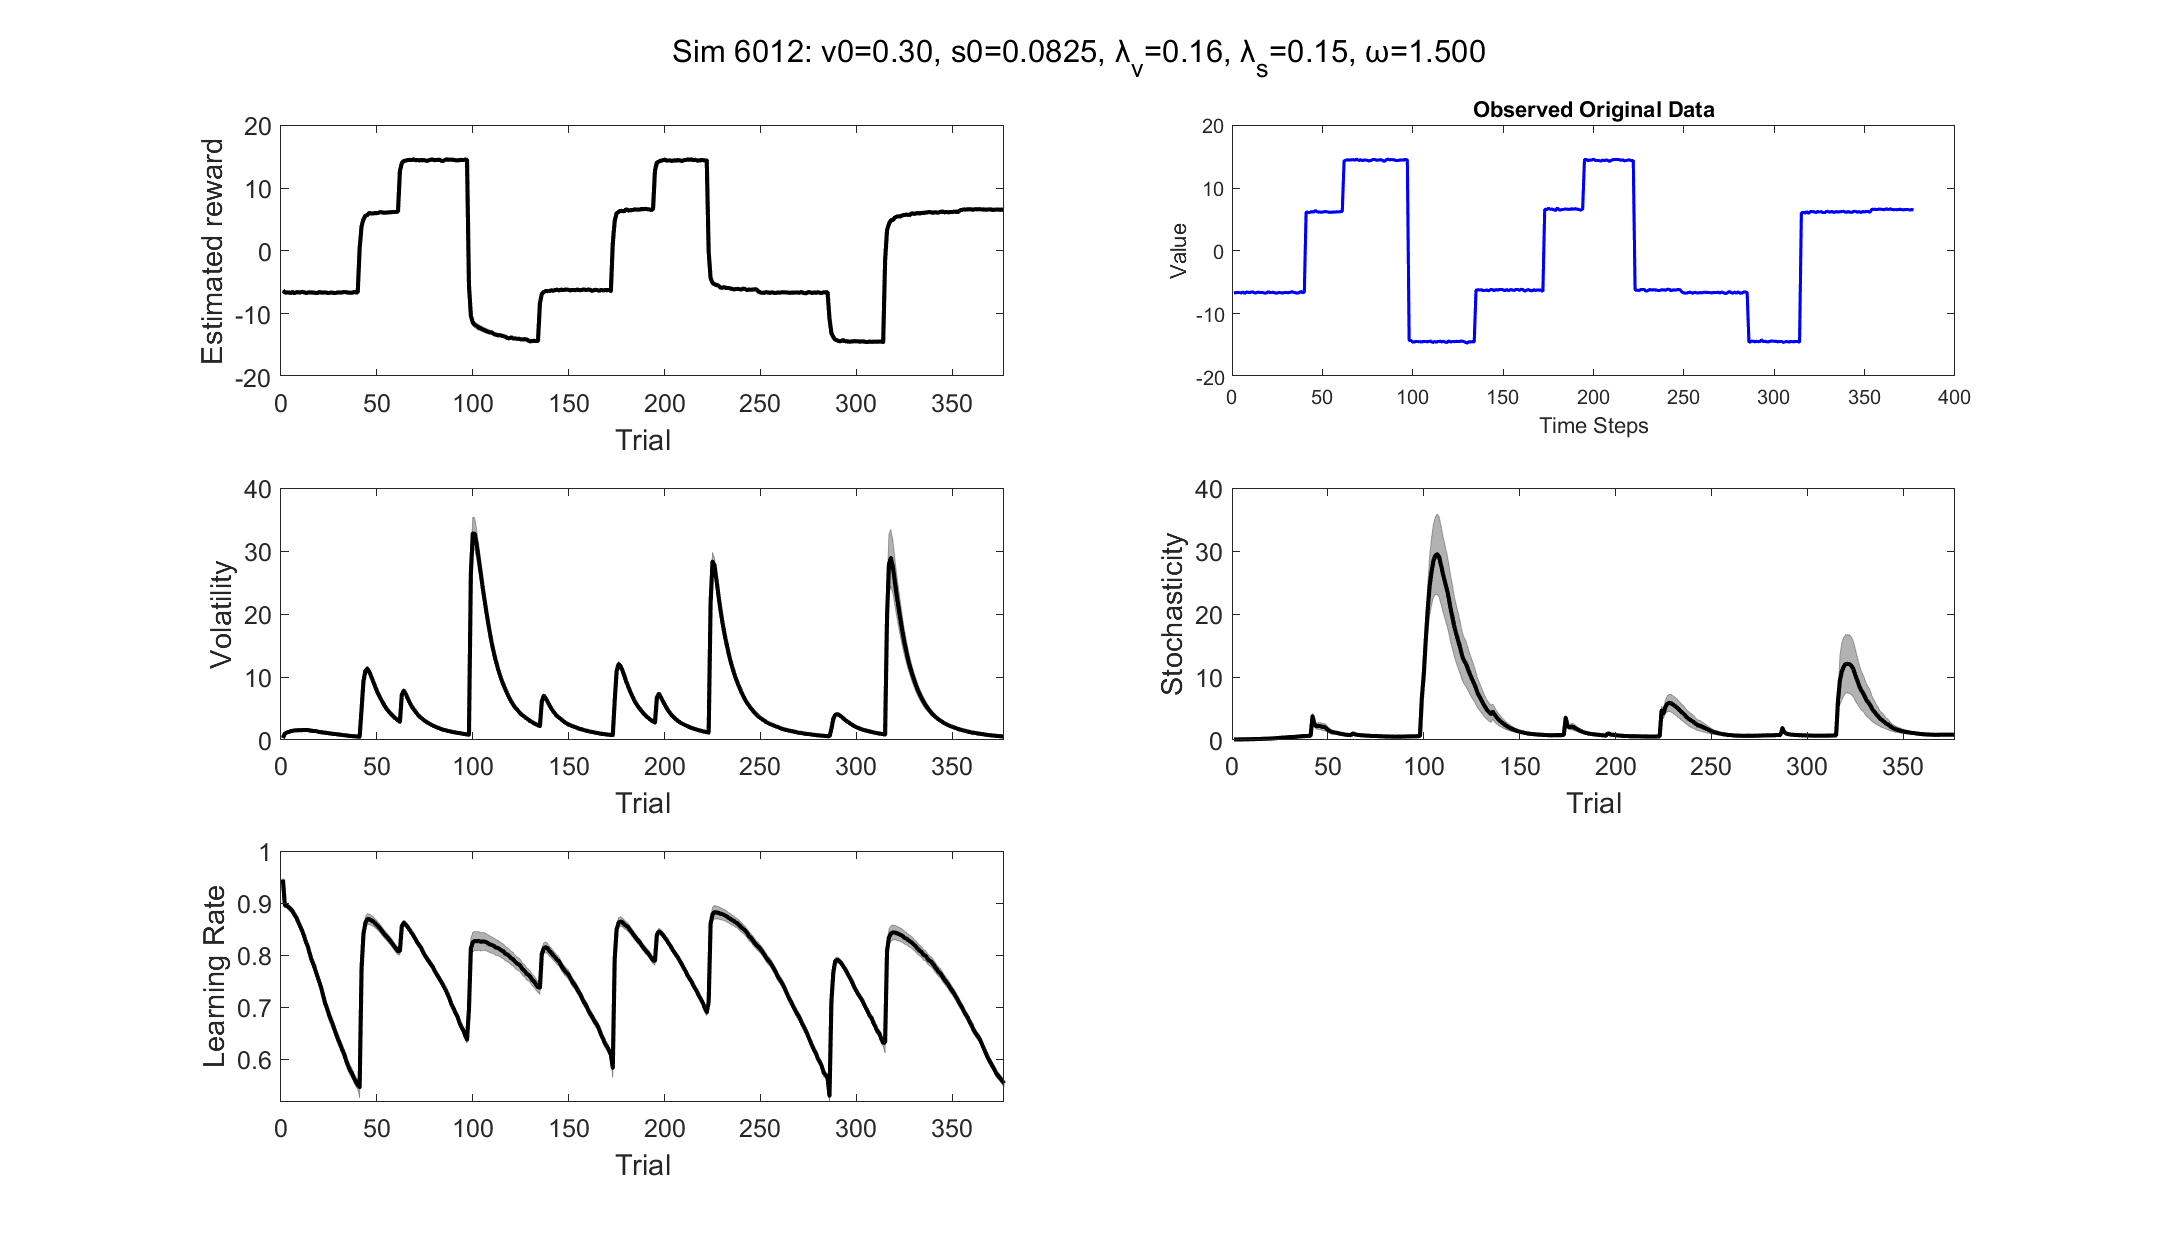 Sim 6012: v0=0.30, s0=0.0825, λv=0.16, λs=0.15, ω=1.500
20
10
0
-10
-20
Estimated reward
0 50 100 150 200 250 300 350
Trial
Observed Original Data
20
10
0
-10
-20
Value
0 50 100 150 200 250 300 350 400
Time Steps
40
30
20
10
0
Volatility
0 50 100 150 200 250 300 350
Trial
40
30
20
10
0
Stochasticity
0 50 100 150 200 250 300 350
Trial
1
0.9
0.8
0.7
0.6
Learning Rate
0 50 100 150 200 250 300 350
Trial